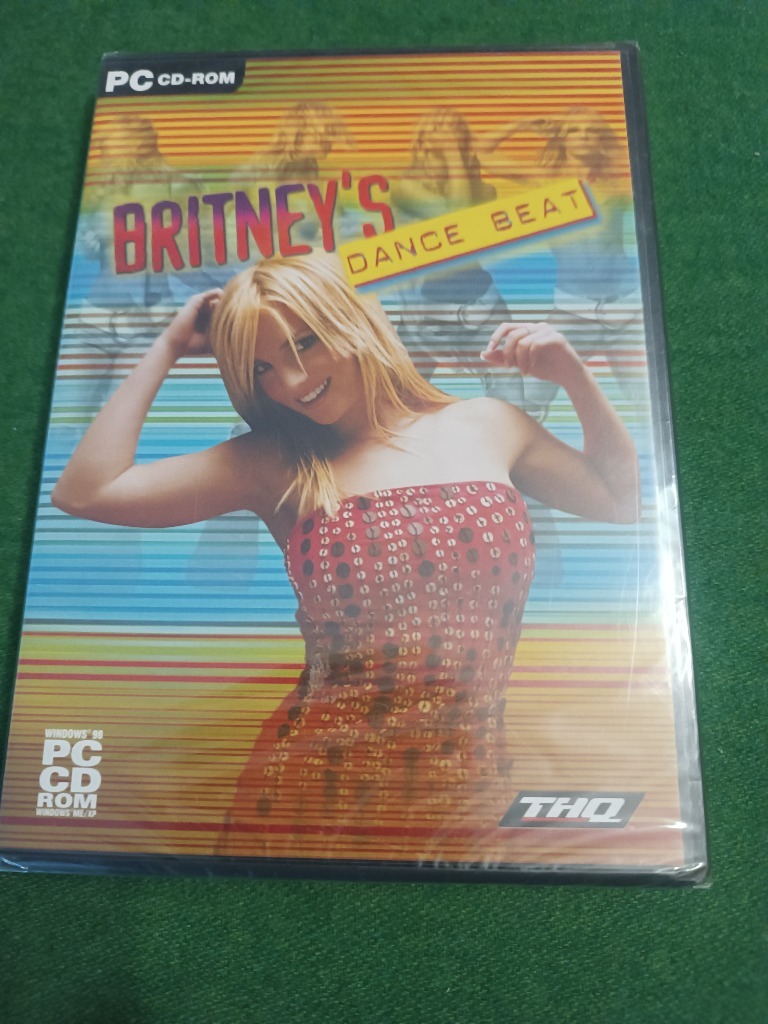 PC CD-ROM
BRITNEY'S
DANCE BEAT
WINDOWS® 98
PC
CD
ROM
WINDOWS® ME/XP
THQ